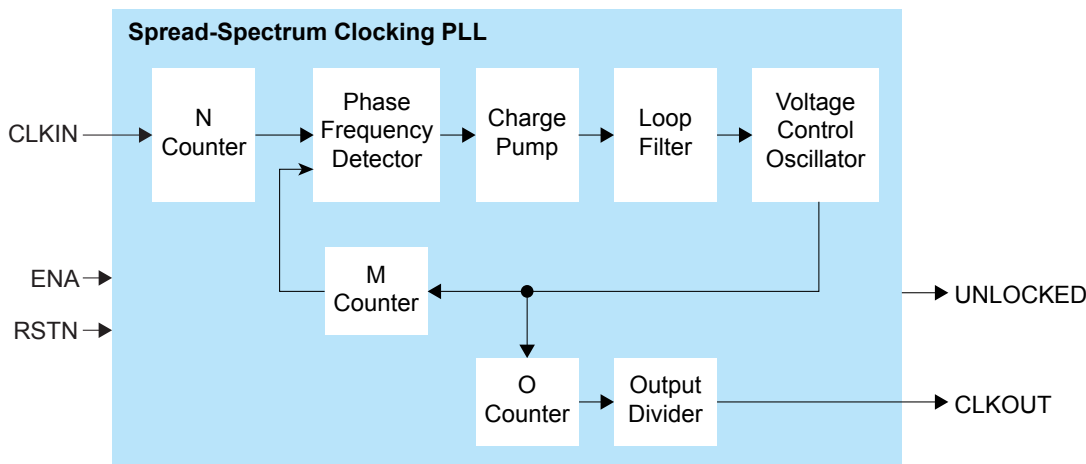 Spread-Spectrum Clocking PLL
CLKIN
N
Counter
Phase
Frequency
Detector
Charge
Pump
Loop
Filter
Voltage
Control
Oscillator
ENA
RSTN
M
Counter
UNLOCKED
O
Counter
Output
Divider
CLKOUT